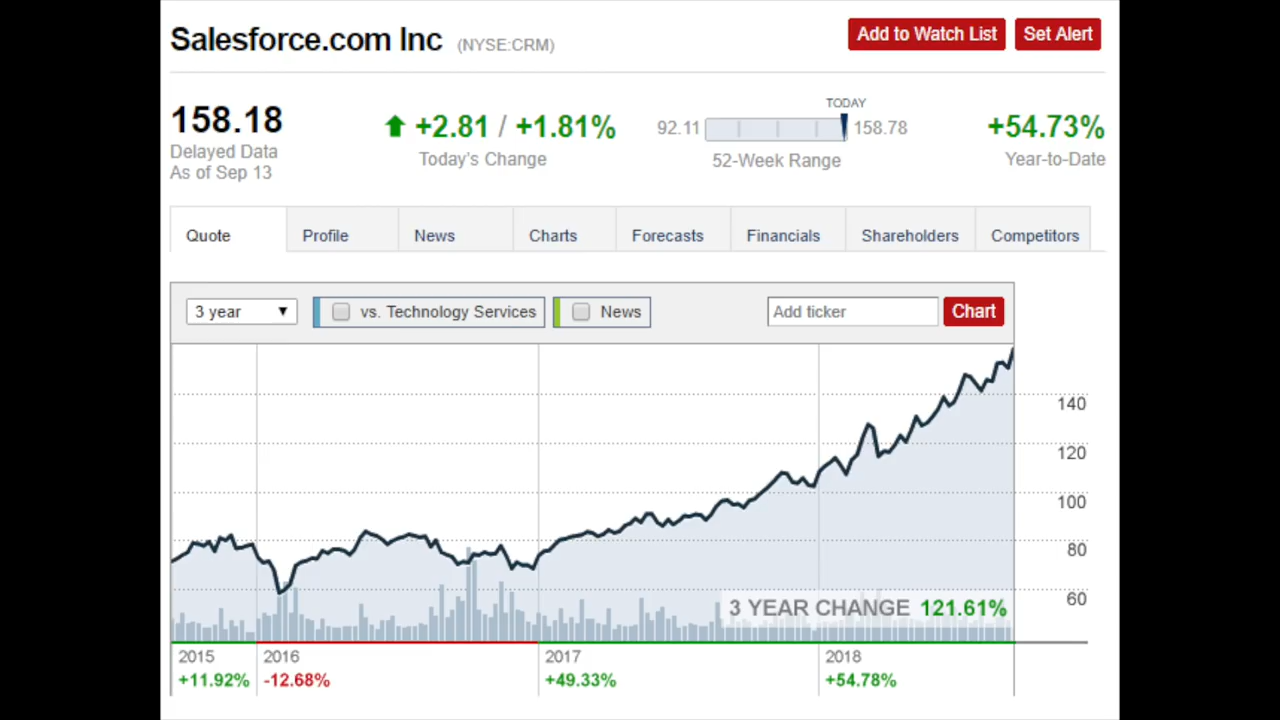 Salesforce.com Inc (NYSE:CRM)
Add to Watch List
Set Alert
158.18
Delayed Data
As of Sep 13
+2.81 / +1.81%
Today's Change
TODAY
92.11
158.78
52-Week Range
+54.73%
Year-to-Date
Quote
Profile
News
Charts
Forecasts
Financials
Shareholders
Competitors
3 year
vs. Technology Services
News
Add ticker
Chart
140
120
100
80
60
3 YEAR CHANGE 121.61%
2015
2016
2017
2018
+11.92%
-12.68%
+49.33%
+54.78%